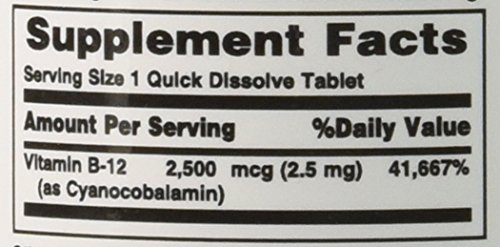 Supplement Facts
Serving Size 1 Quick Dissolve Tablet
Amount Per Serving %Daily Value
Vitamin B-12 2,500 mcg (2.5 mg) 41,667%
(as Cyanocobalamin)